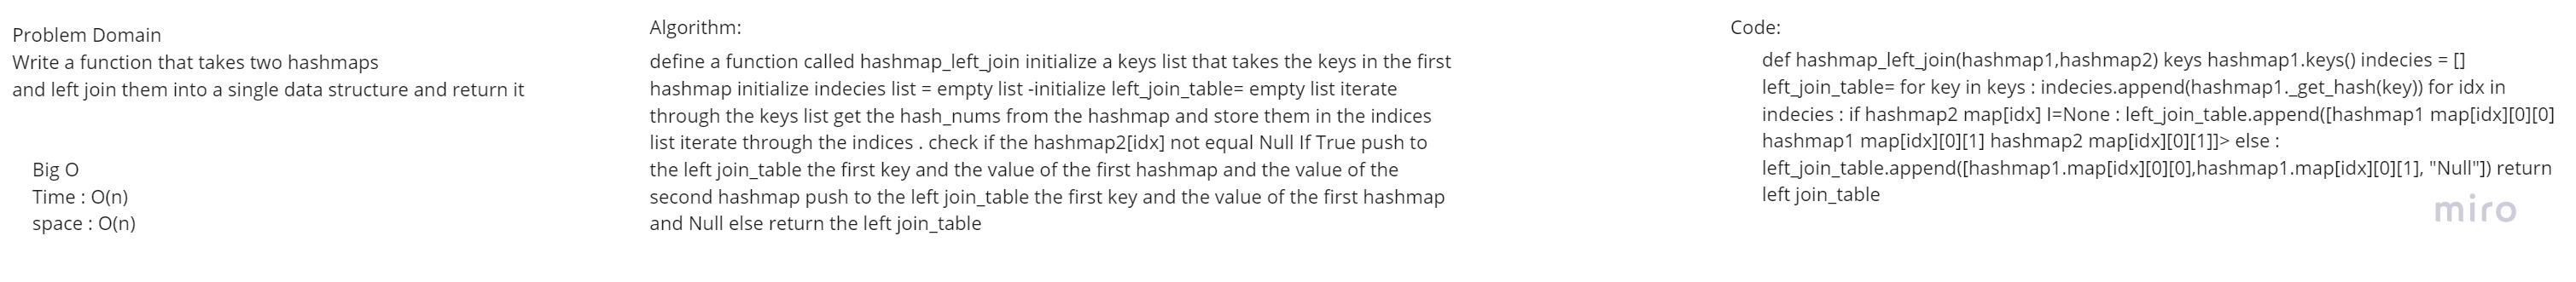 Problem Domain
Write a function that takes two hashmaps
and left join them into a single data structure and return it
Big O
Time : O(n)
space : O(n)
Algorithm:
define a function called hashmap_left_join initialize a keys list that takes the keys in the first
hashmap initialize indecies list = empty list -initialize left_join_table= empty list iterate
through the keys list get the hash_nums from the hashmap and store them in the indices
list iterate through the indices . check if the hashmap2[idx] not equal Null If True push to
the left join_table the first key and the value of the first hashmap and the value of the
second hashmap push to the left join_table the first key and the value of the first hashmap
and Null else return the left join_table
Code:
def hashmap_left_join(hashmap1,hashmap2) keys hashmap1.keys() indecies = []
left_join_table= for key in keys : indecies.append(hashmap1._get_hash(key)) for idx in
indecies : if hashmap2 map[idx] I=None : left_join_table.append([hashmap1 map[idx][0][0]
hashmap1 map[idx][0][1] hashmap2 map[idx][0][1]]> else :
left_join_table.append([hashmap1.map[idx][0][0],hashmap1.map[idx][0][1], "Null"]) return
left join_table
miro